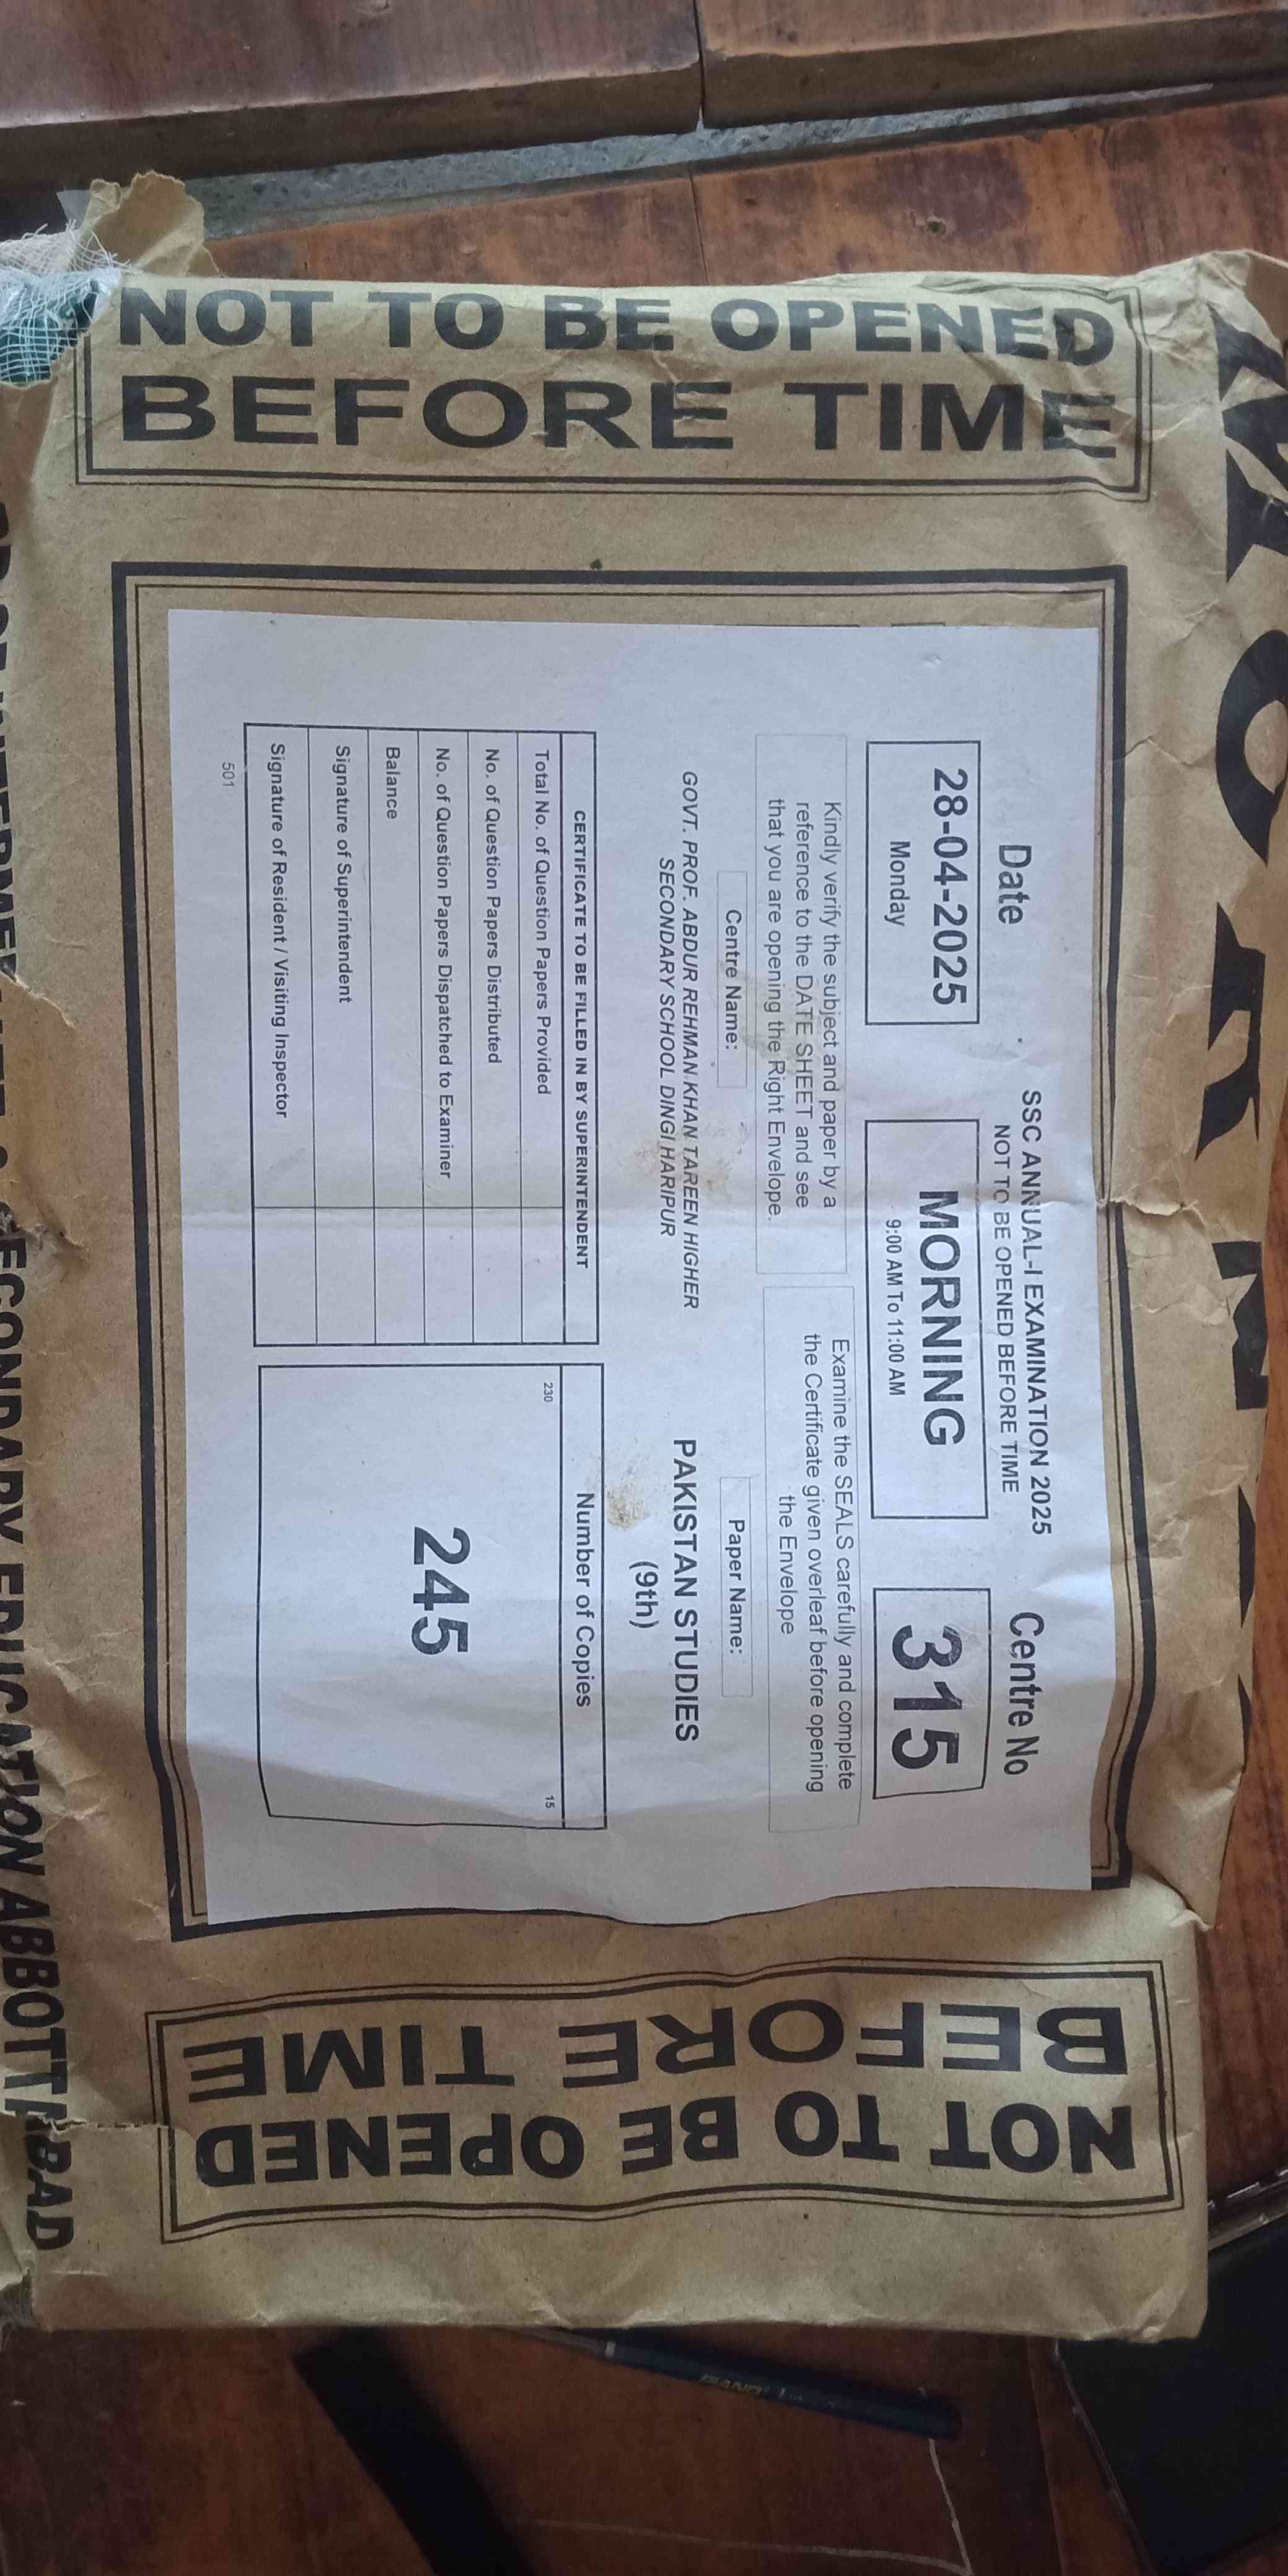 NOT TO BE OPENED
BEFORE TIME
SSC ANNUAL-I EXAMINATION 2025
NOT TO BE OPENED BEFORE TIME
Date
28-04-2025
Monday
MORNING
9:00 AM To 11:00 AM
Centre No
315
Kindly verify the subject and paper by a
reference to the DATE SHEET and see
that you are opening the Right Envelope.
Examine the SEALS carefully and complete
the Certificate given overleaf before opening
the Envelope
Centre Name:
GOVT. PROF. ABDUR REHMAN KHAN TAREEN HIGHER
SECONDARY SCHOOL DINGI HARIPUR
Paper Name:
PAKISTAN STUDIES
(9th)
CERTIFICATE TO BE FILLED IN BY SUPERINTENDENT
Total No. of Question Papers Provided
No. of Question Papers Distributed
No. of Question Papers Dispatched to Examiner
Balance
Signature of Superintendent
Signature of Resident / Visiting Inspector
501
Number of Copies
230
15
245
NOT TO BE OPENED
BEFORE TIME
SECONDARY EDUCATION ABBOTTABAD